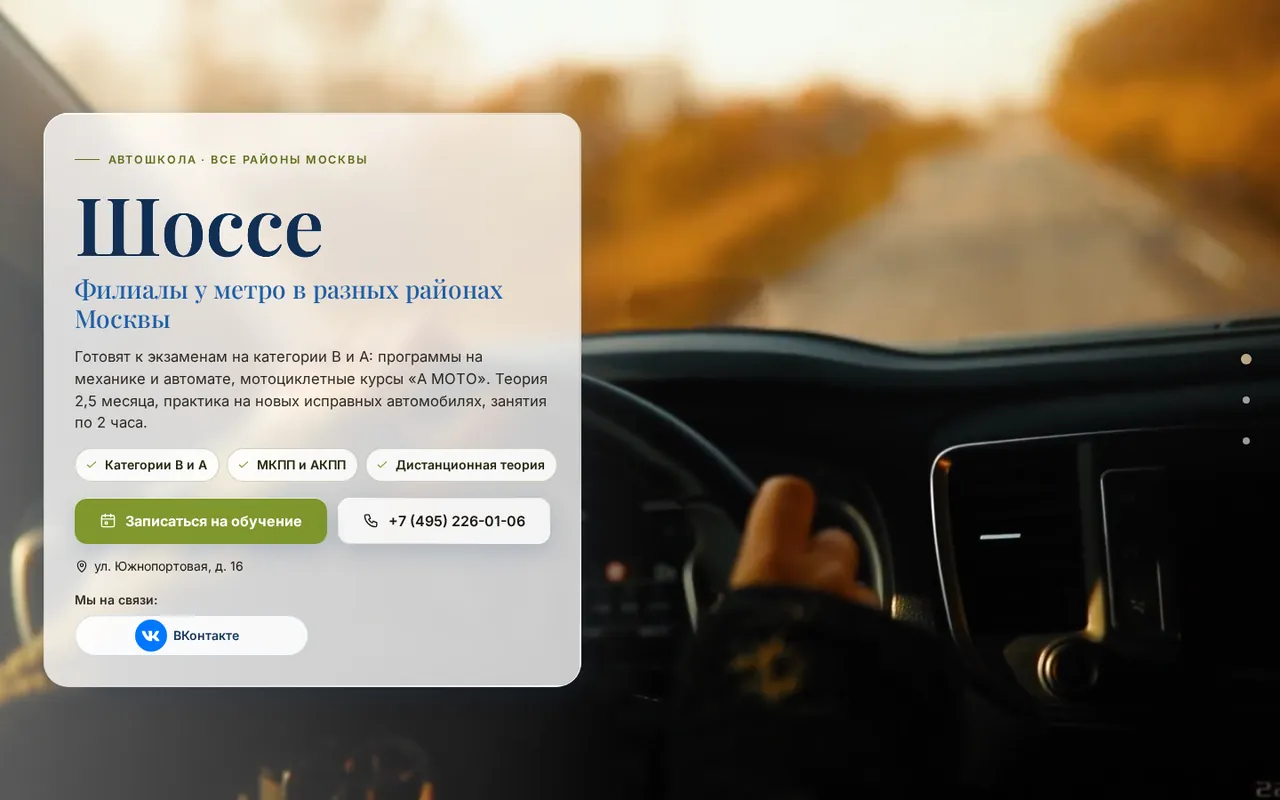 АВТОШКОЛА · ВСЕ РАЙОНЫ МОСКВЫ
Шоссе
Филиалы у метро в разных районах
Москвы
Готовят к экзаменам на категории B и A: программы на
механике и автомате, мотоциклетные курсы «А МОТО». Теория
2,5 месяца, практика на новых исправных автомобилях, занятия
по 2 часа.
Категории B и A
МКПП и АКПП
Дистанционная теория
Записаться на обучение
+7 (495) 226-01-06
ул. Южнопортовая, д. 16
Мы на связи:
ВКонтакте